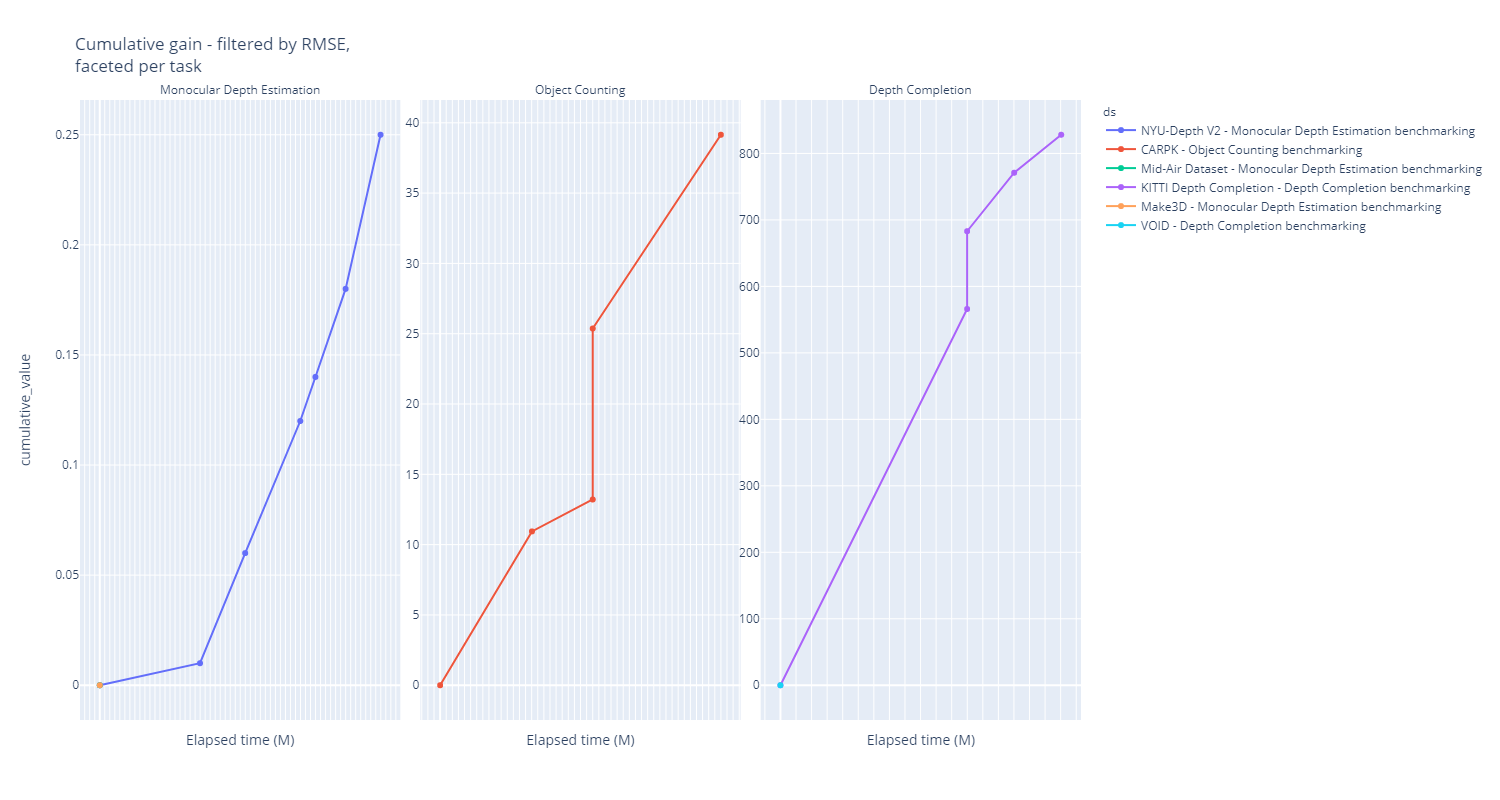 Cumulative gain - filtered by RMSE,
faceted per task
Monocular Depth Estimation
Object Counting
Depth Completion
cumulative_value
0.25
0.2
0.15
0.1
0.05
0
40
35
30
25
20
15
10
5
0
800
700
600
500
400
300
200
100
0
Elapsed time (M)
Elapsed time (M)
Elapsed time (M)
ds
NYU-Depth V2 - Monocular Depth Estimation benchmarking
CARPK - Object Counting benchmarking
Mid-Air Dataset - Monocular Depth Estimation benchmarking
KITTI Depth Completion - Depth Completion benchmarking
Make3D - Monocular Depth Estimation benchmarking
VOID - Depth Completion benchmarking